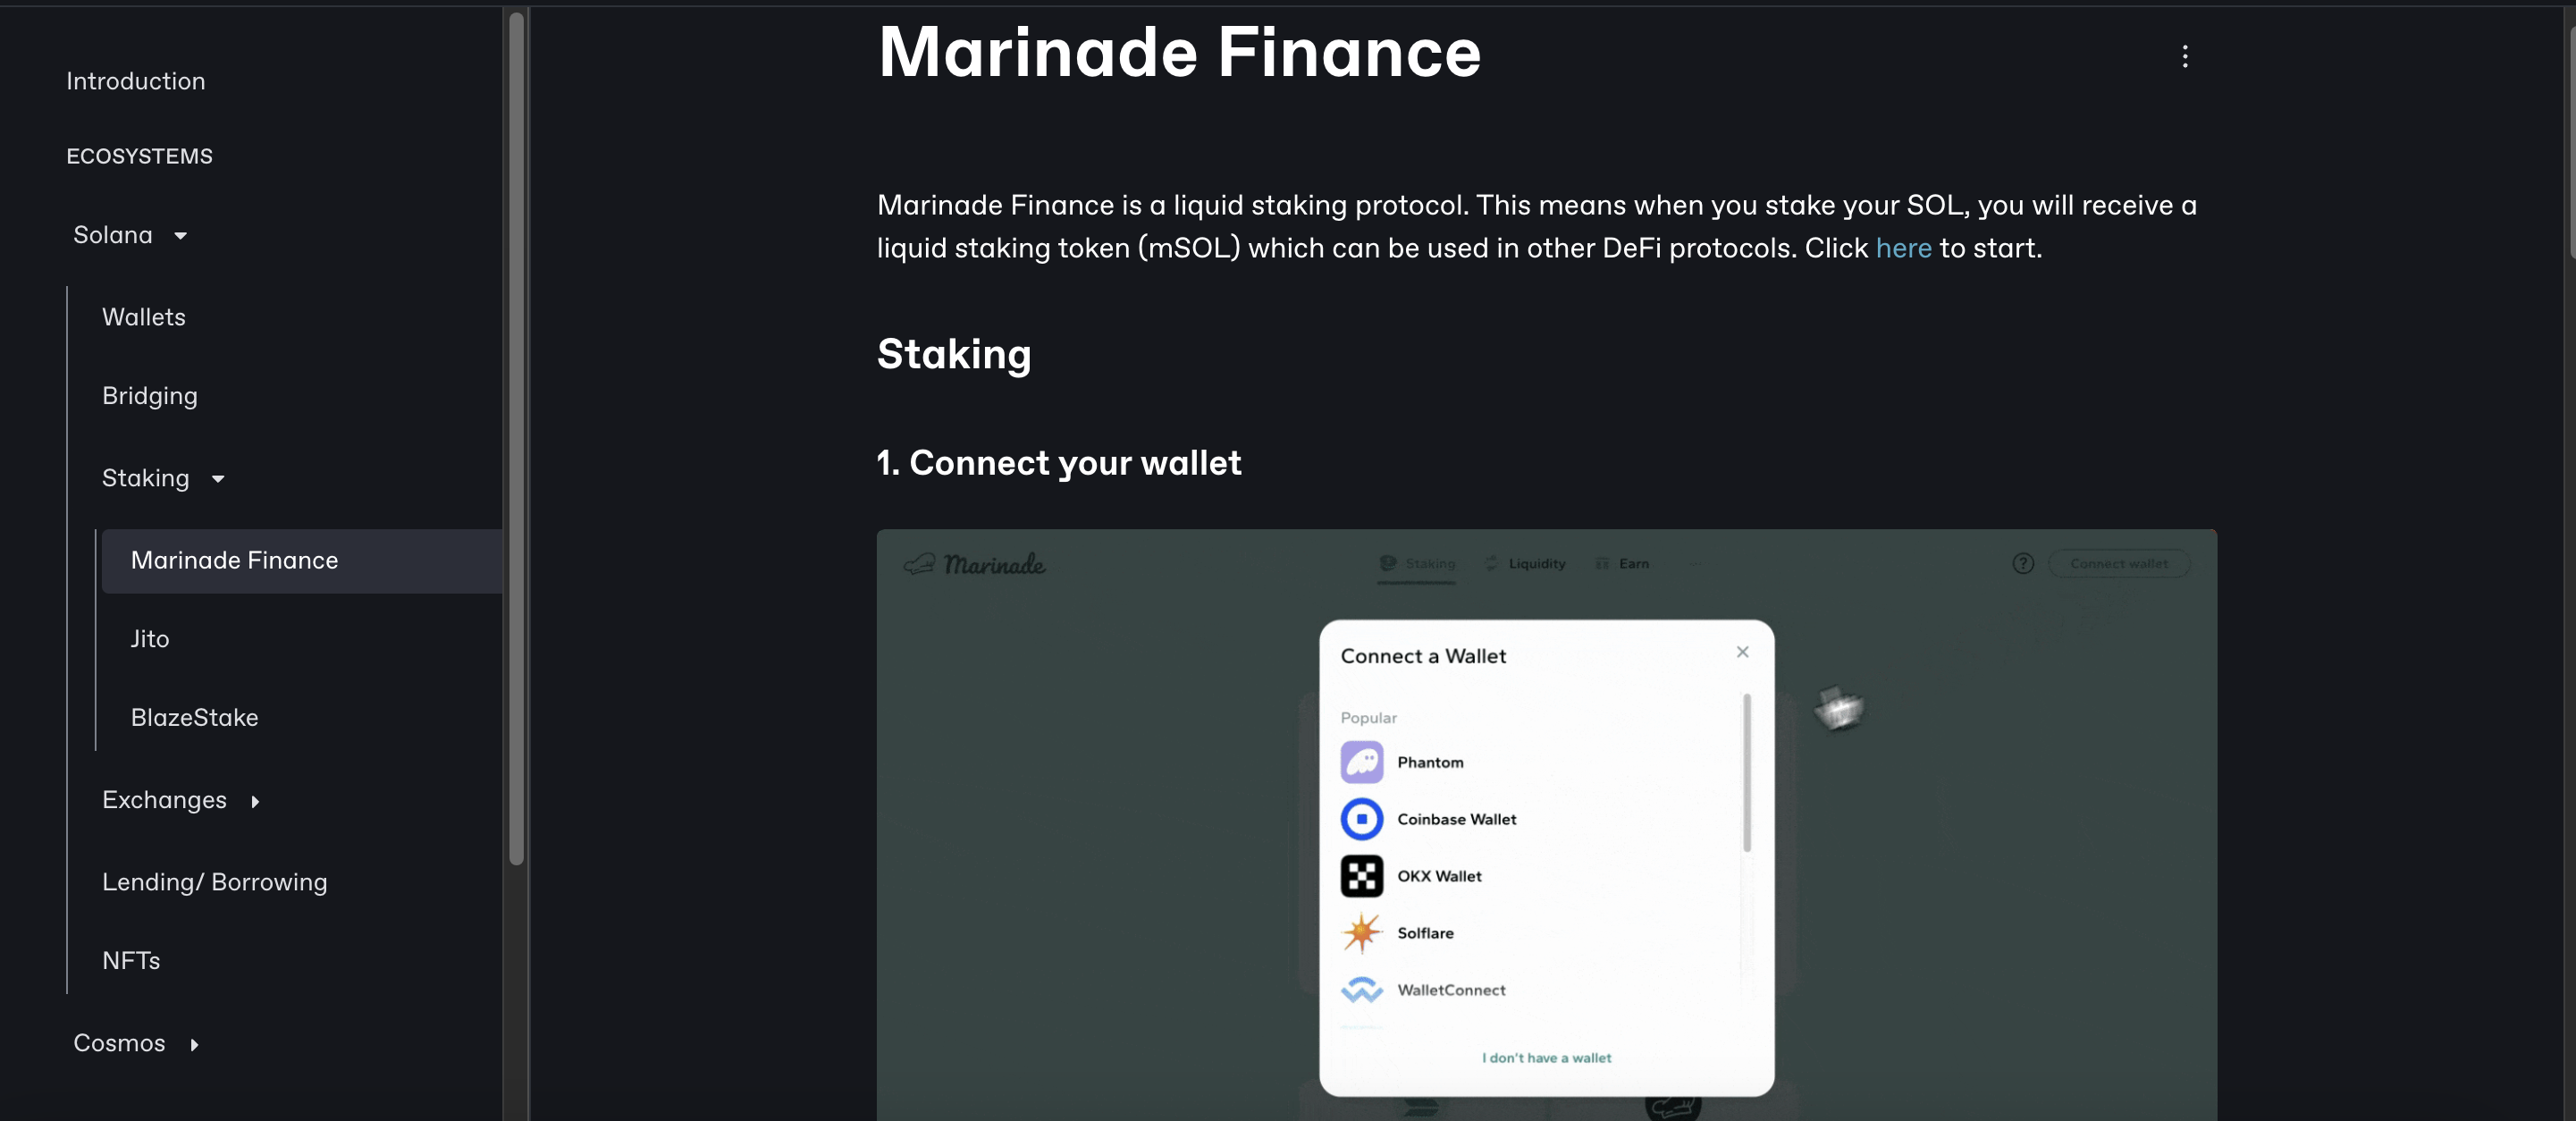 Introduction
ECOSYSTEMS
Solana
Wallets
Bridging
Staking
Marinade Finance
Jito
BlazeStake
Exchanges
Lending/ Borrowing
NFTs
Cosmos
Marinade Finance
Marinade Finance is a liquid staking protocol. This means when you stake your SOL, you will receive a
liquid staking token (mSOL) which can be used in other DeFi protocols. Click here to start.
Staking
1. Connect your wallet
Marinade
Staking Liquidity Earn
? Connect wallet
Connect a Wallet
Popular
Phantom
Coinbase Wallet
OKX Wallet
Solflare
WalletConnect
I don't have a wallet